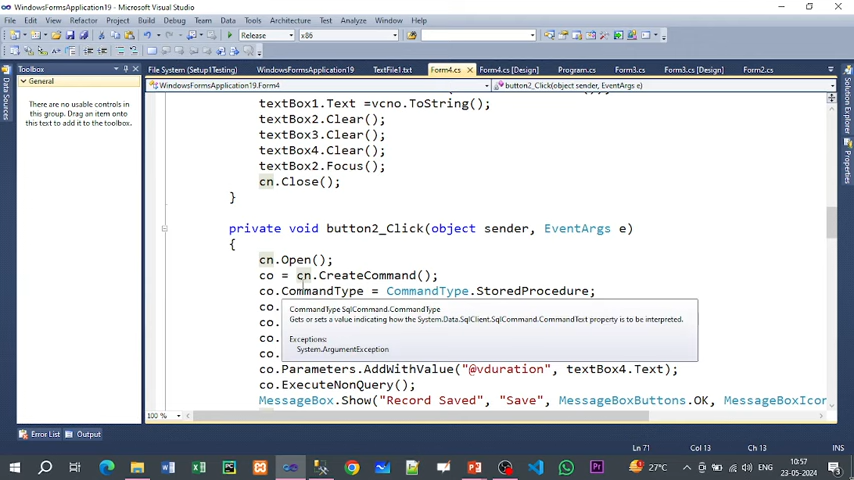 WindowsFormsApplication19 - Microsoft Visual Studio
File Edit View Refactor Project Build Debug Team Data Tools Architecture Test Analyze Window Help
Release x86
Toolbox
General
There are no usable controls in this group. Drag an item onto this text to add it to the toolbox.
Data Sources
File System (Setup1Testing) WindowsFormsApplication19 TextFile1.txt Form4.cs Form4.cs [Design] Program.cs Form3.cs Form3.cs [Design] Form2.cs
WindowsFormsApplication19.Form4 button2_Click(object sender, EventArgs e)
Solution Explorer
Properties
textBox1.Text =vcno.ToString();
textBox2.Clear();
textBox3.Clear();
textBox4.Clear();
textBox2.Focus();
cn.Close();
}
private void button2_Click(object sender, EventArgs e)
{
cn.Open();
co = cn.CreateCommand();
co.CommandType = CommandType.StoredProcedure;
co.
co.
co.
co.
CommandType SqlCommand.CommandType
Gets or sets a value indicating how the System.Data.SqlClient.SqlCommand.CommandText property is to be interpreted.
Exceptions:
System.ArgumentException
co.Parameters.AddWithValue("@vduration", textBox4.Text);
co.ExecuteNonQuery();
MessageBox.Show("Record Saved", "Save", MessageBoxButtons.OK, MessageBoxIcon
100 %
Error List Output
Ln 71 Col 13 Ch 13 INS
27°C ENG 10:57
23-05-2024